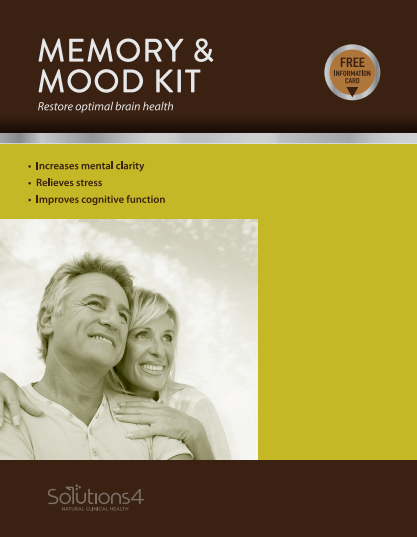 MEMORY &
MOOD KIT
Restore optimal brain health
FREE
INFORMATION
CARD
• Increases mental clarity
• Relieves stress
• Improves cognitive function
Solutions4
NATURAL CLINICAL HEALTH